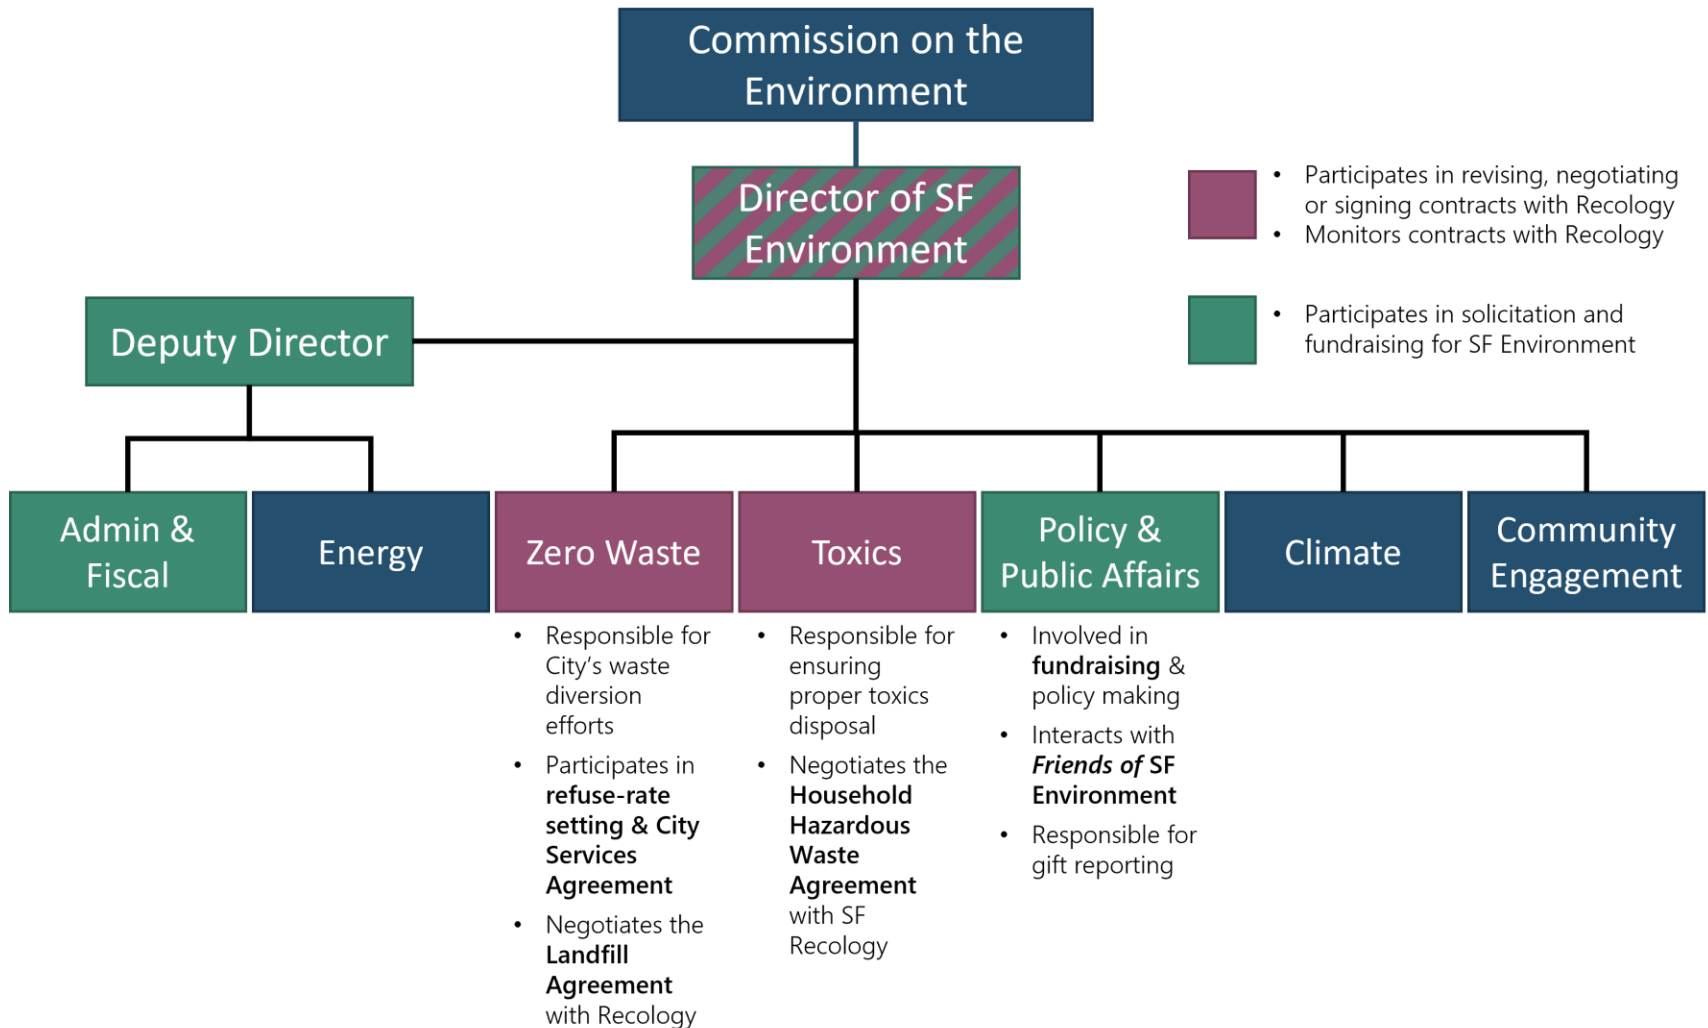 Commission on the
Environment
Director of SF
Environment
• Participates in revising, negotiating
or signing contracts with Recology
• Monitors contracts with Recology
• Participates in solicitation and
fundraising for SF Environment
Deputy Director
Admin &
Fiscal
Energy
Zero Waste
Toxics
Policy &
Public Affairs
Climate
Community
Engagement
• Responsible for
City's waste
diversion
efforts
• Participates in
refuse-rate
setting & City
Services
Agreement
• Negotiates the
Landfill
Agreement
with Recology
• Responsible for
ensuring
proper toxics
disposal
• Negotiates the
Household
Hazardous
Waste
Agreement
with SF
Recology
• Involved in
fundraising &
policy making
• Interacts with
Friends of SF
Environment
• Responsible for
gift reporting